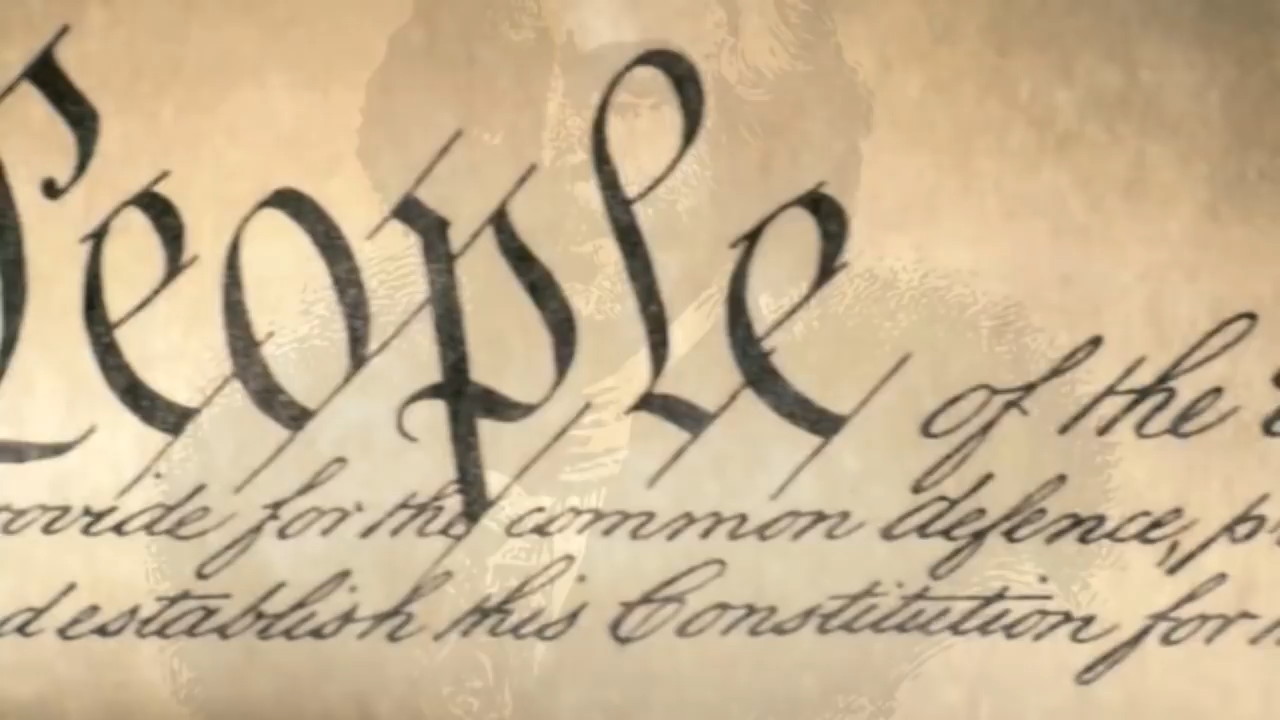 People of the
rovide for the common defence, p
d establish this Constitution for